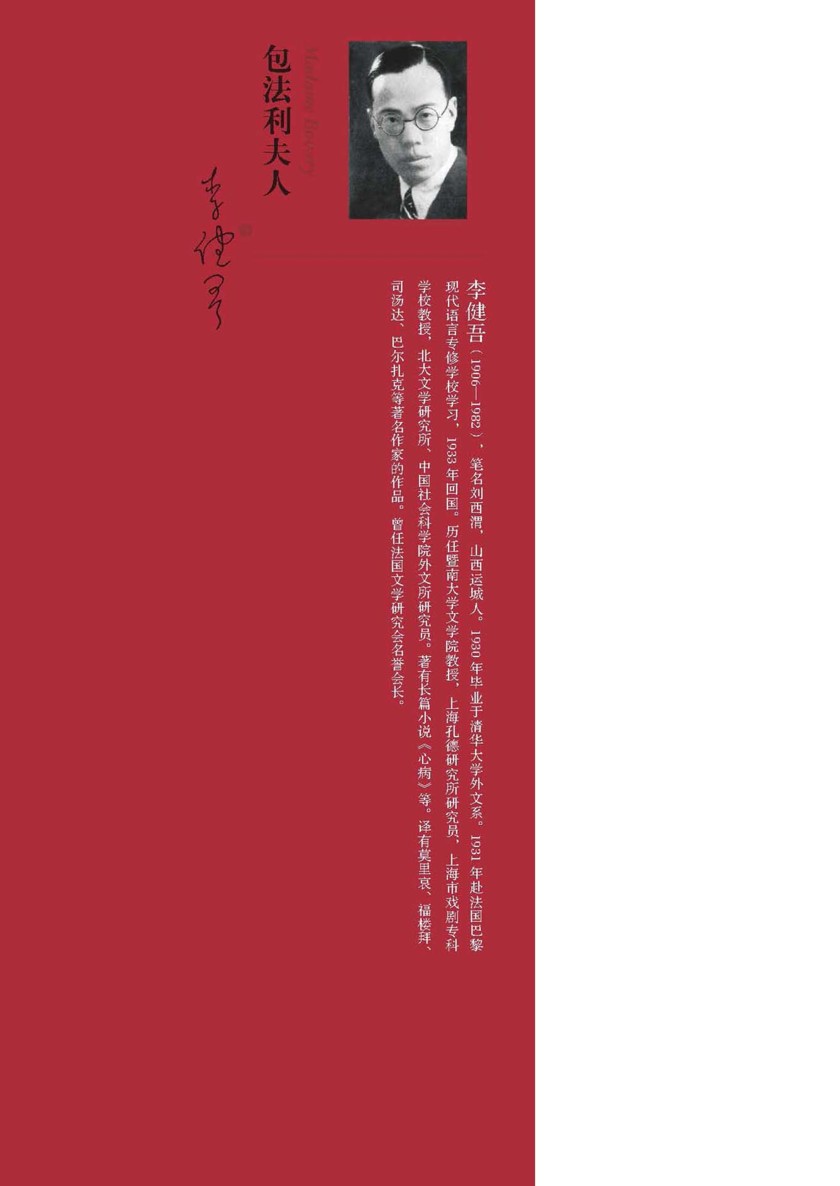 李健吾（1906—1982），笔名刘西渭，山西运城人。1930年毕业于清华大学外文系。1931年赴法国巴黎
现代语言专修学校学习，1933年回国。历任暨南大学文学院教授，上海孔德研究所研究员，上海市戏剧专科
学校教授，北大文学研究所、中国社会科学院外文所研究员。著有长篇小说《心病》等。译有莫里哀、福楼拜、
司汤达、巴尔扎克等著名作家的作品。曾任法国文学研究会名誉会长。
Madame Bovary
包法利夫人
李健吾